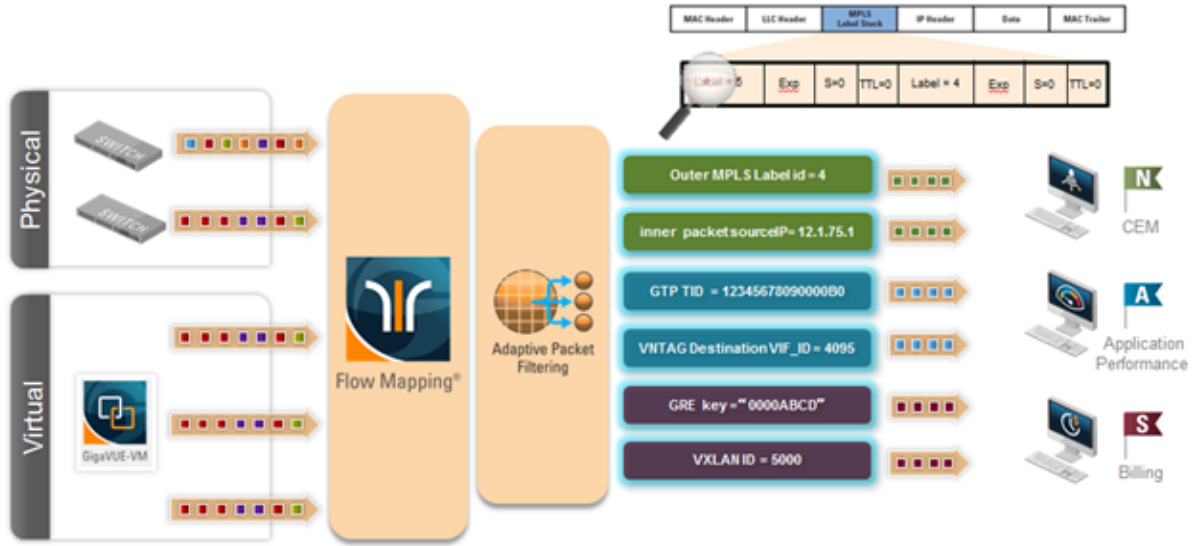 MAC Header
LLC Header
MPLS
Label Stack
IP Header
Data
MAC Trailer
Label = 5
Exp
S=0
TTL=0
Label = 4
Exp
S=0
TTL=0
Physical
SWITCH
SWITCH
Virtual
GigaVUE-VM
Flow Mapping®
Adaptive Packet
Filtering
Outer MPLS Label id = 4
inner packetsourceIP= 12.1.75.1
GTP TID = 12345678090000B0
VNTAG Destination VIF_ID = 4095
GRE key =“0000ABCD”
VXLAN ID = 5000
N
CEM
A
Application
Performance
S
Billing